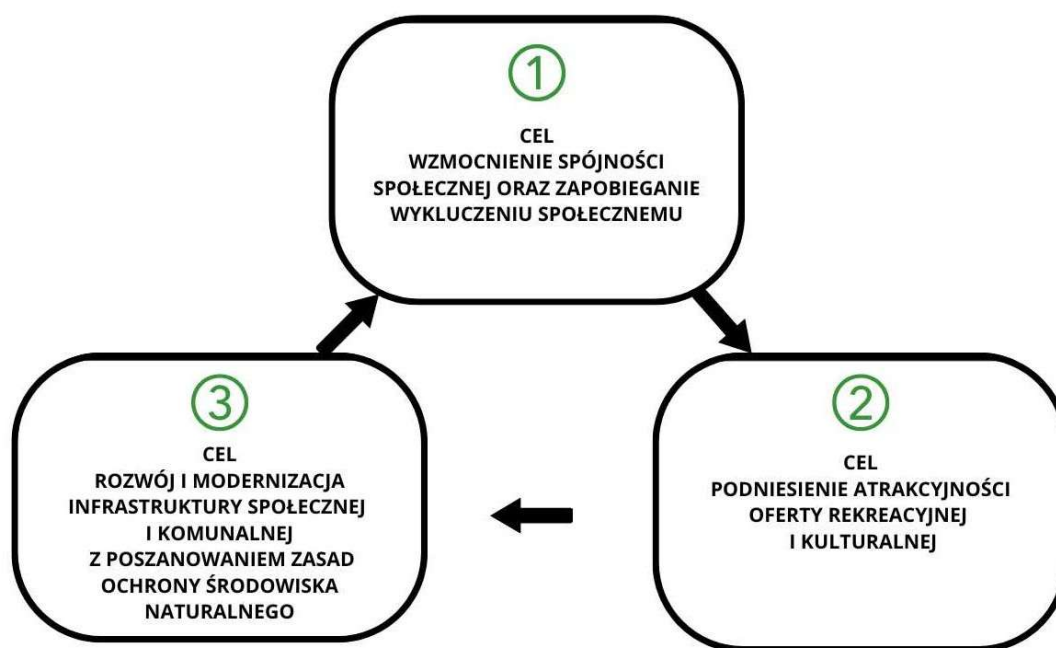 1
CEL
WZMOCNIENIE SPÓJNOŚCI
SPOŁECZNEJ ORAZ ZAPOBIEGANIE
WYKLUCZENIU SPOŁECZNEMU
2
CEL
PODNIESIENIE ATRAKCYJNOŚCI
OFERTY REKREACYJNEJ
I KULTURALNEJ
3
CEL
ROZWÓJ I MODERNIZACJA
INFRASTRUKTURY SPOŁECZNEJ
I KOMUNALNEJ
Z POSZANOWANIEM ZASAD
OCHRONY ŚRODOWISKA
NATURALNEGO